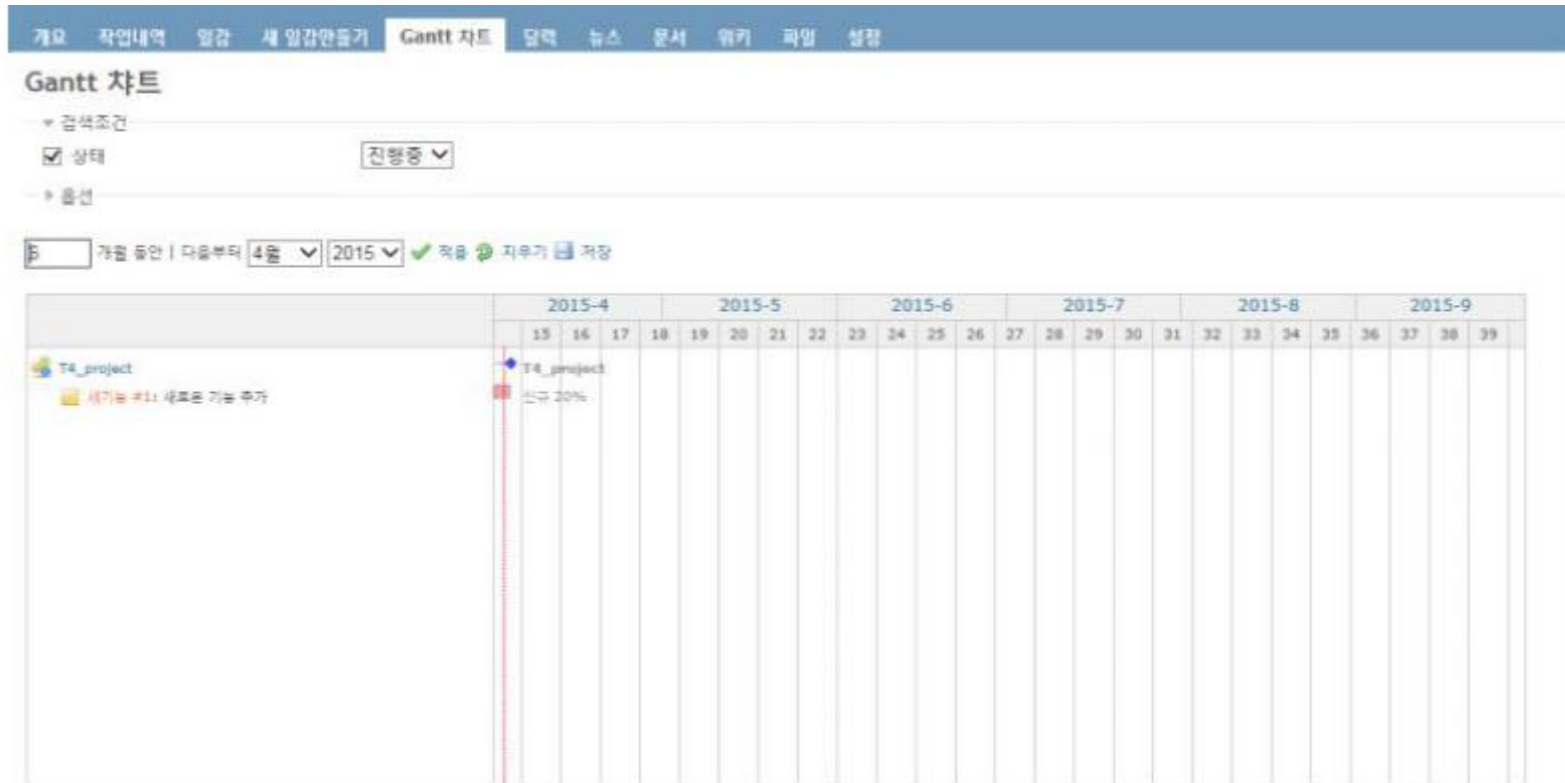 개요 작업내역 일감 새 일감만들기 Gantt 챠트 달력 뉴스 문서 위키 파일 설정
Gantt 챠트
검색조건
상태 진행중
옵션
개월 동안 | 다음부터 4월 2015 적용 지우기 저장
2015-4 2015-5 2015-6 2015-7 2015-8 2015-9
15 16 17 18 19 20 21 22 23 24 25 26 27 28 29 30 31 32 33 34 35 36 37 38 39
T4_project T4_project
새기능 #1: 새로운 기능 추가 신규 20%